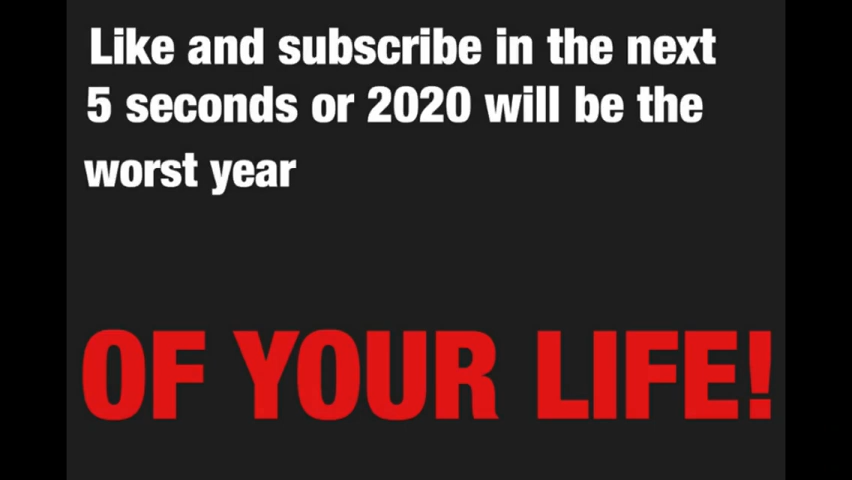 Like and subscribe in the next
5 seconds or 2020 will be the
worst year
OF YOUR LIFE!